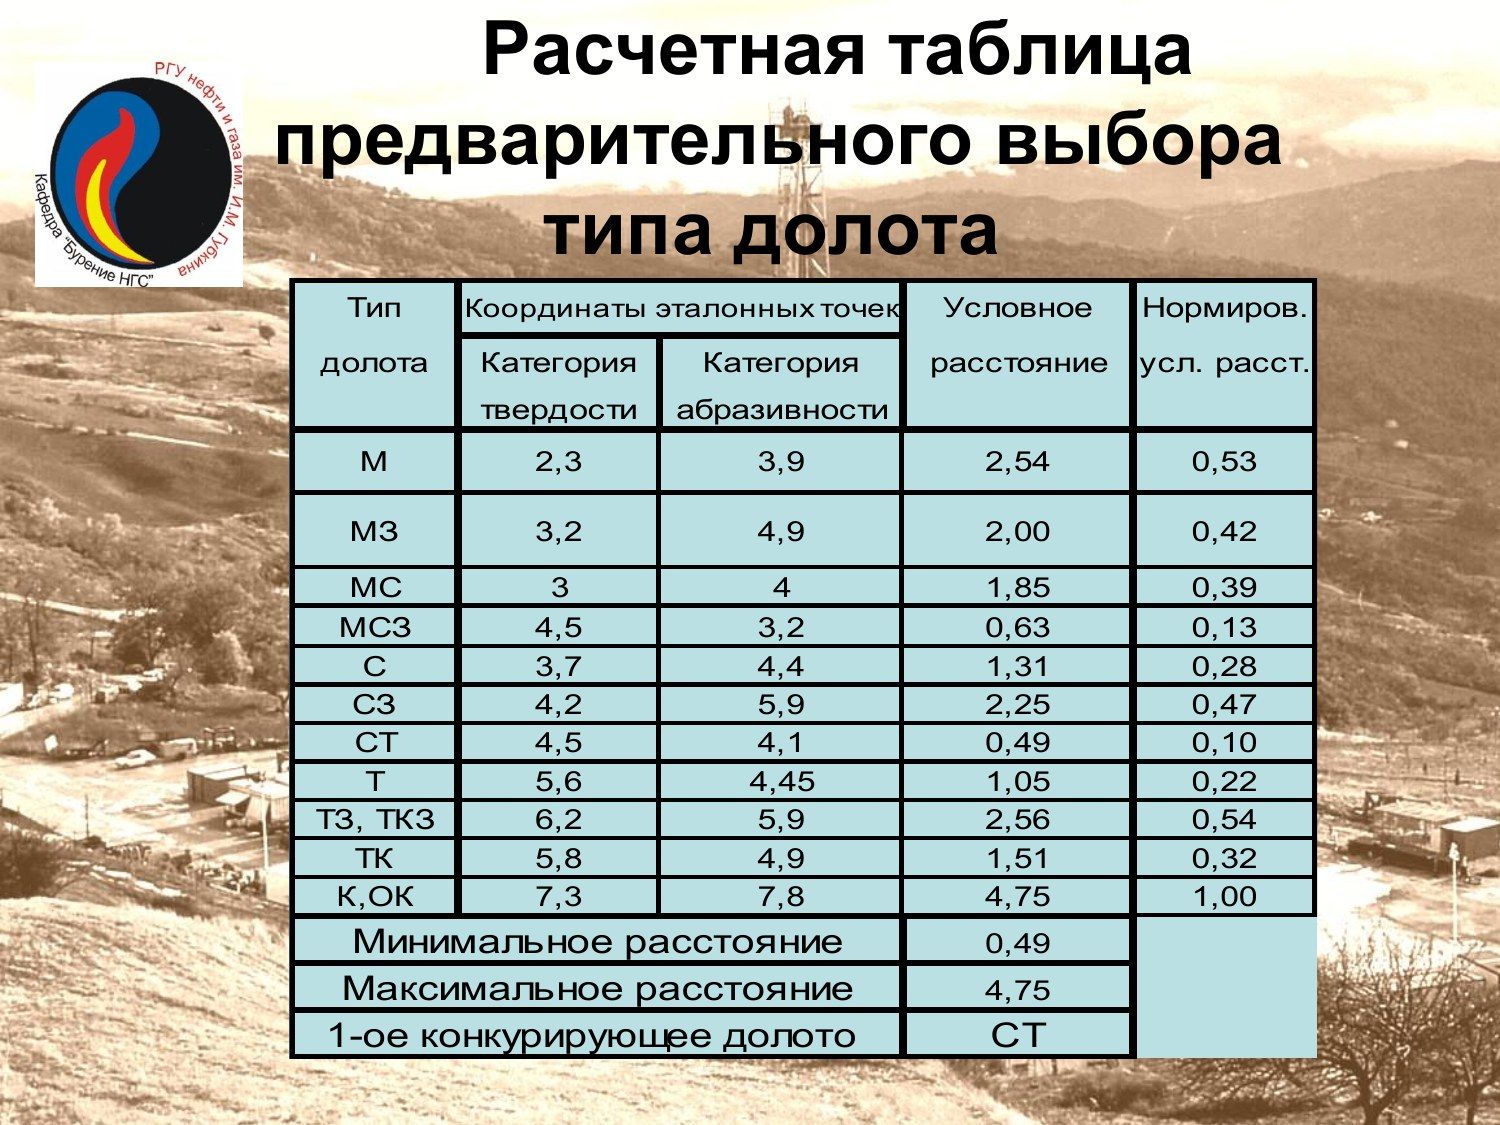 Расчетная таблица
предварительного выбора
типа долота
РГУ нефти и газа им. И.М. Губкина
Кафедра "Бурение НГС"
Тип Координаты эталонных точек Условное Нормиров.
долота Категория Категория расстояние усл. расст.
твердости абразивности
М 2,3 3,9 2,54 0,53
МЗ 3,2 4,9 2,00 0,42
МС 3 4 1,85 0,39
МСЗ 4,5 3,2 0,63 0,13
С 3,7 4,4 1,31 0,28
СЗ 4,2 5,9 2,25 0,47
СТ 4,5 4,1 0,49 0,10
Т 5,6 4,45 1,05 0,22
ТЗ, ТКЗ 6,2 5,9 2,56 0,54
ТК 5,8 4,9 1,51 0,32
К,ОК 7,3 7,8 4,75 1,00
Минимальное расстояние 0,49
Максимальное расстояние 4,75
1-ое конкурирующее долото СТ